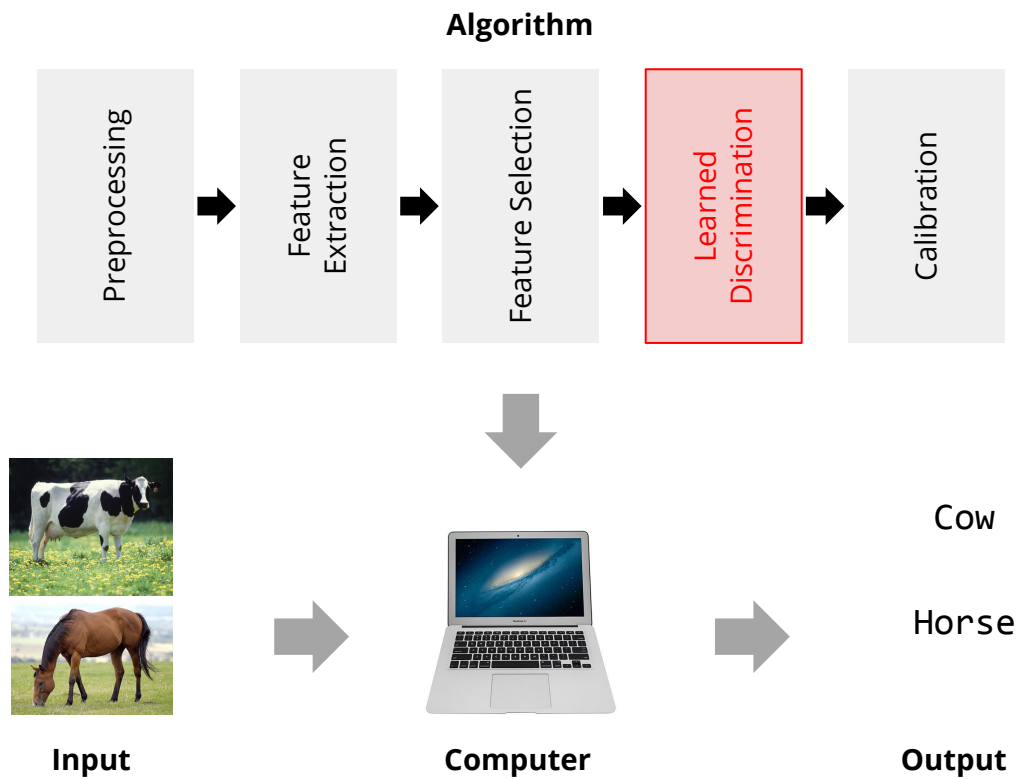 Algorithm
Preprocessing
Feature
Extraction
Feature Selection
Learned
Discrimination
Calibration
Cow
Horse
Input
Computer
Output